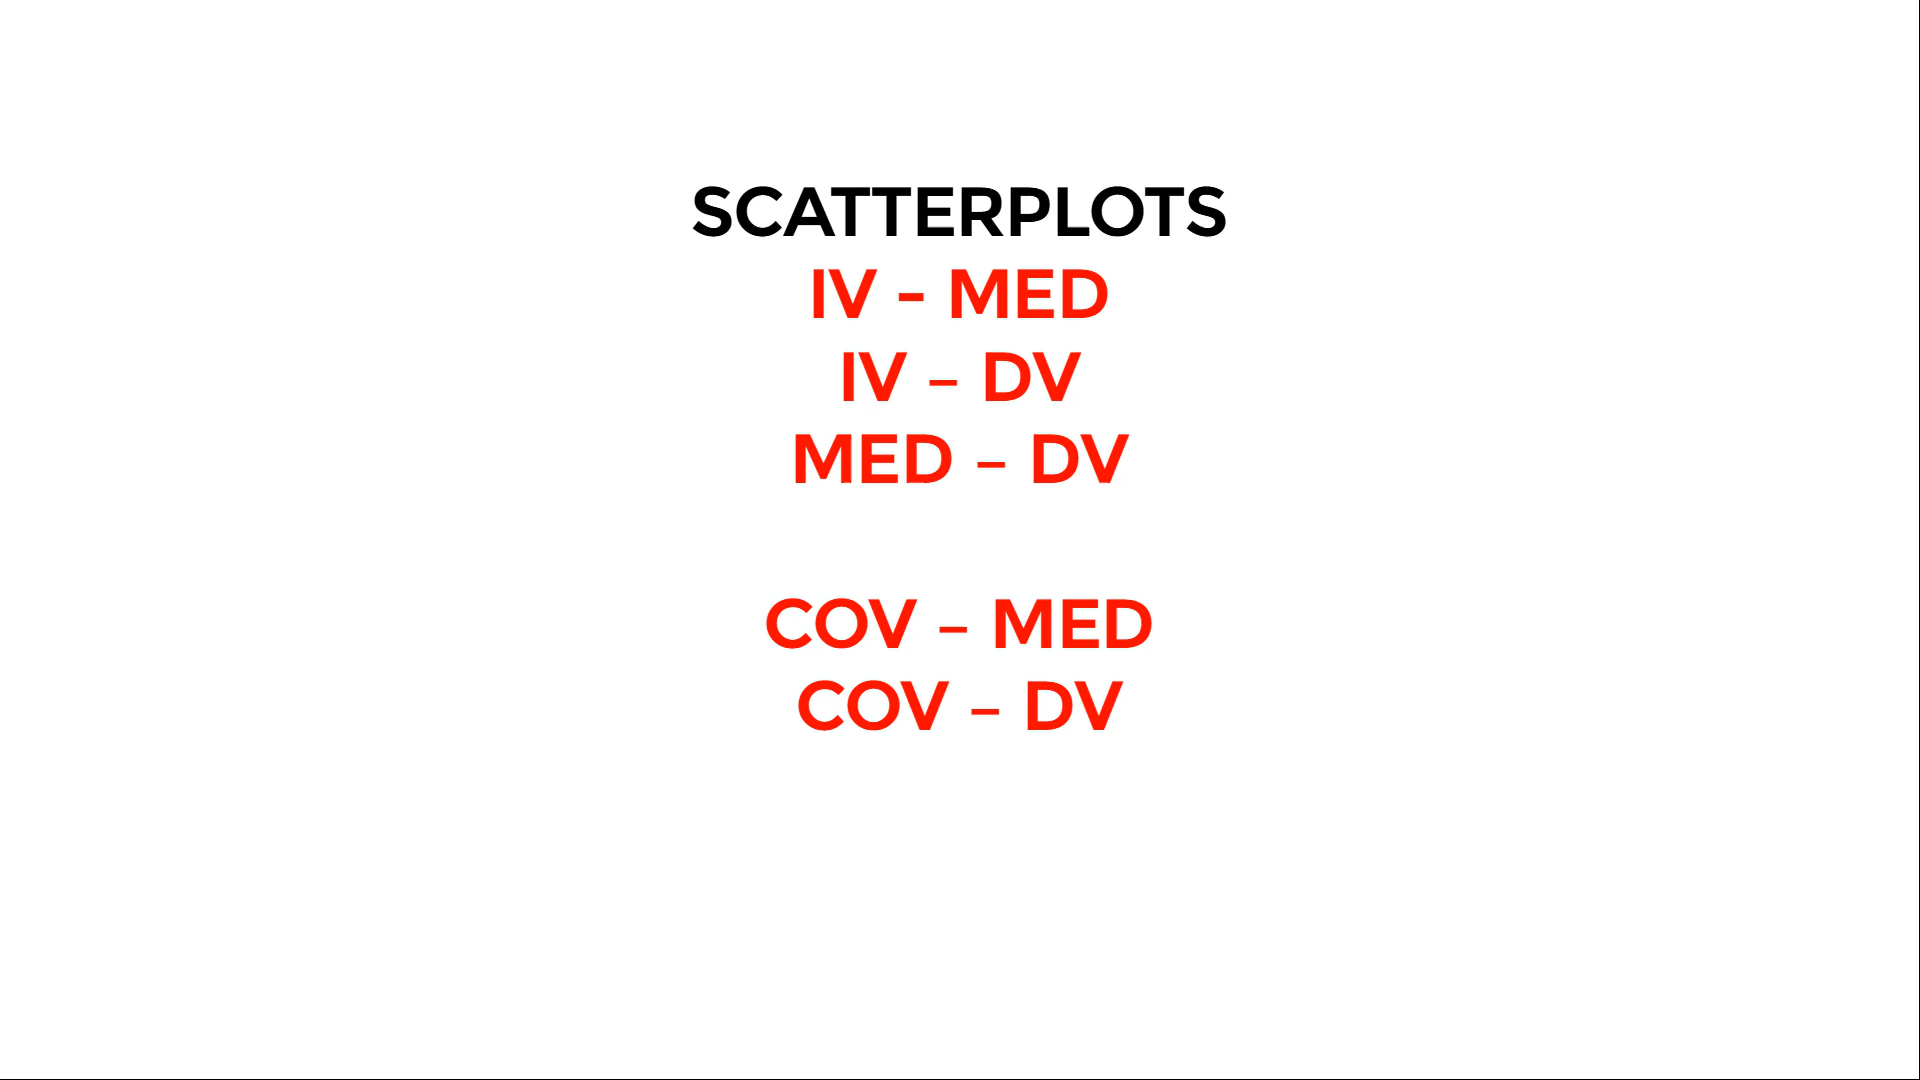 SCATTERPLOTS
IV - MED
IV – DV
MED – DV
COV – MED
COV – DV